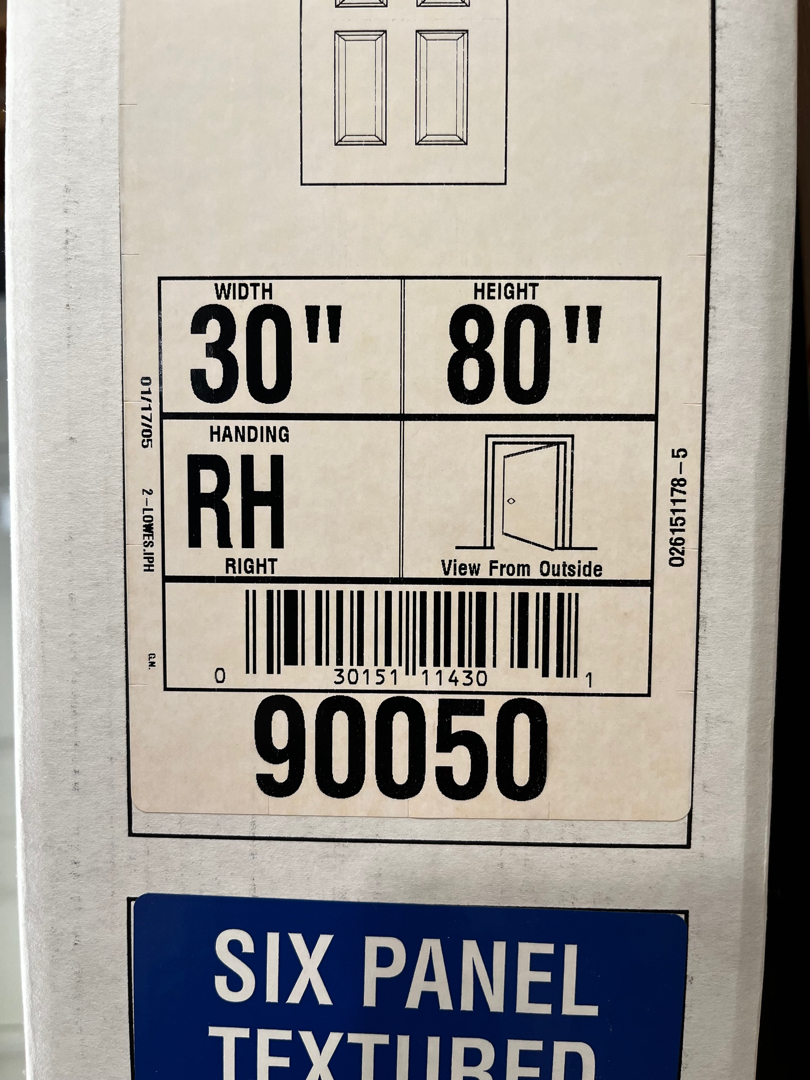 WIDTH
30"
HEIGHT
80"
HANDING
RH
RIGHT
View From Outside
01/17/05
2-LOWES.IPH
G.N.
026151178-5
0 30151 11430 1
90050
SIX PANEL
TEXTURED